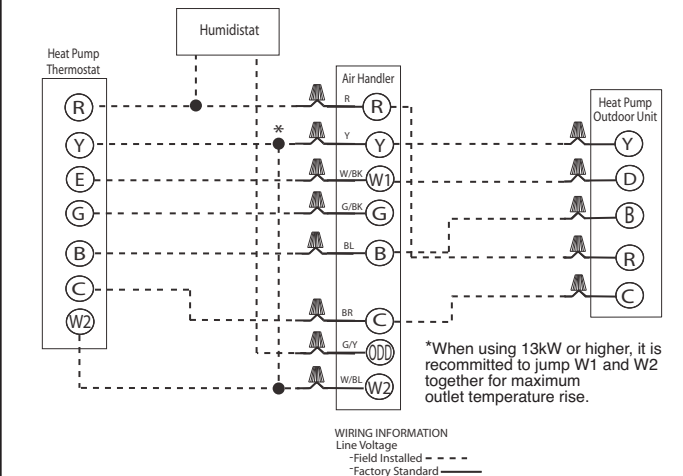 Humidistat
Heat Pump
Thermostat
R
Y
E
G
B
C
W2
*
Air Handler
R
R
Y
Y
W/BK
W1
G/BK
G
BL
B
BR
C
G/Y
ODD
W/BL
W2
Heat Pump
Outdoor Unit
Y
D
B
R
C
*When using 13kW or higher, it is
recommitted to jump W1 and W2
together for maximum
outlet temperature rise.
WIRING INFORMATION
Line Voltage
-Field Installed
-Factory Standard